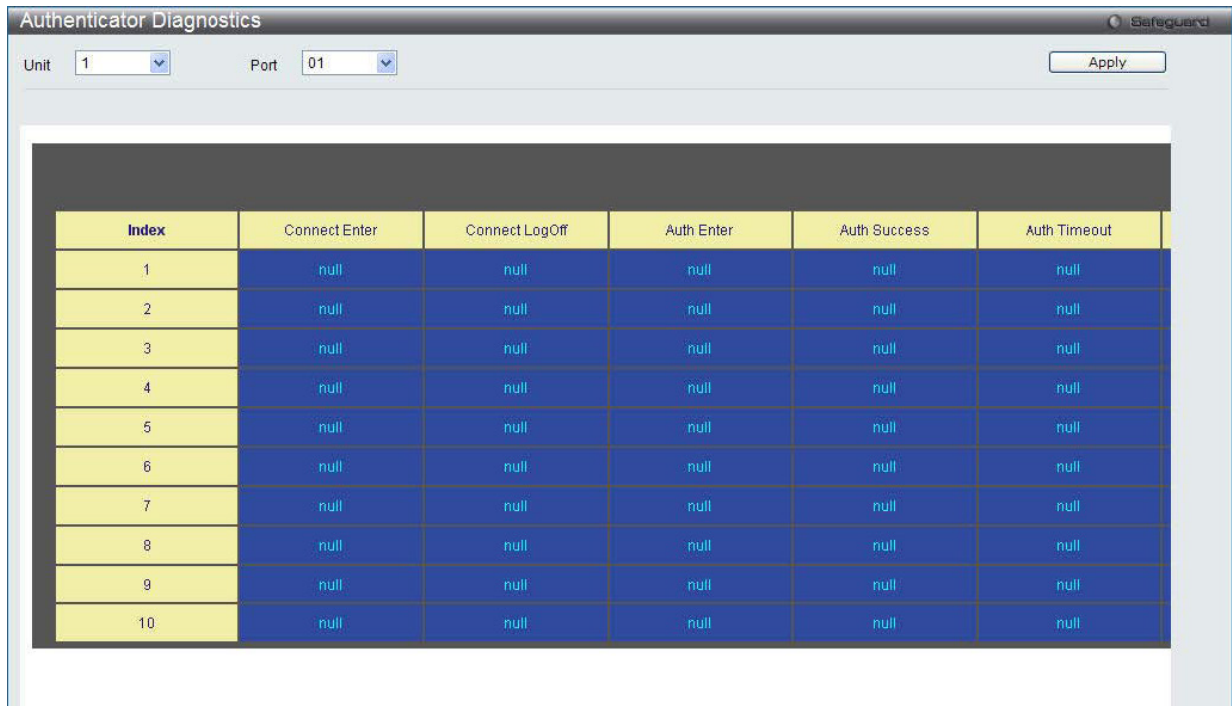 Authenticator Diagnostics Safeguard
Unit 1 Port 01 Apply
Index Connect Enter Connect LogOff Auth Enter Auth Success Auth Timeout
1 null null null null null
2 null null null null null
3 null null null null null
4 null null null null null
5 null null null null null
6 null null null null null
7 null null null null null
8 null null null null null
9 null null null null null
10 null null null null null